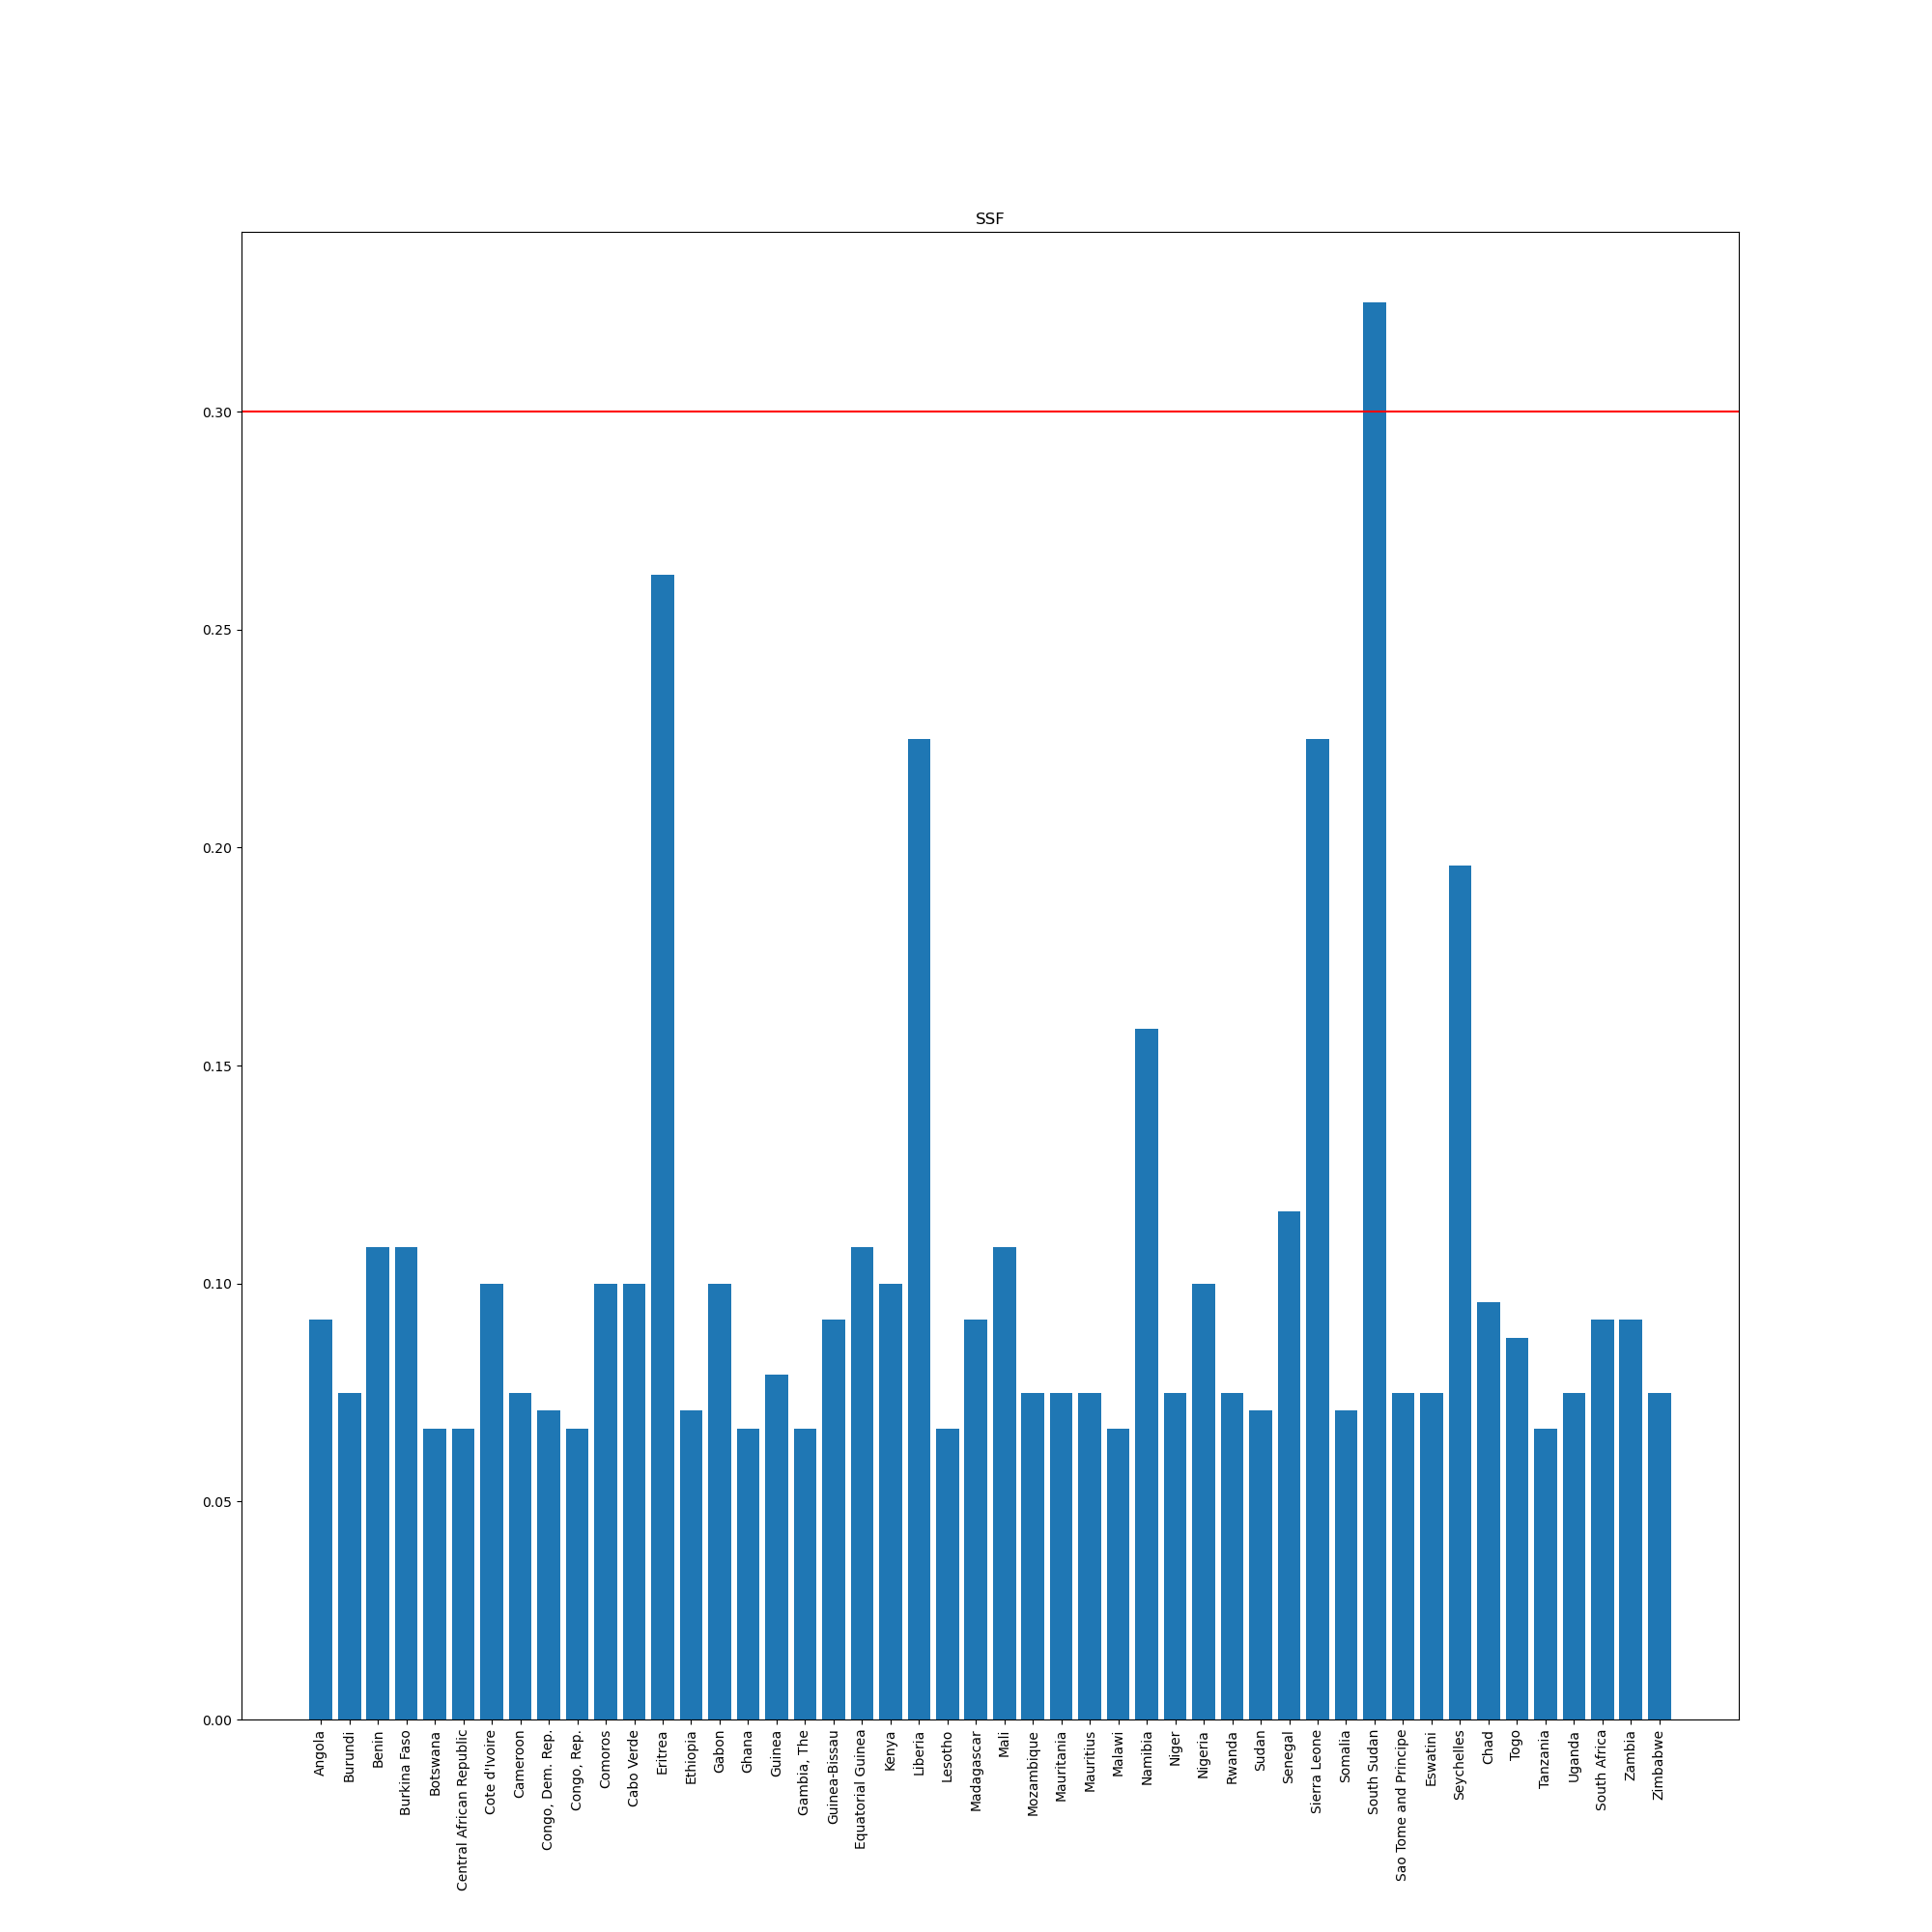 SSF
0.30
0.25
0.20
0.15
0.10
0.05
0.00
Angola
Burundi
Benin
Burkina Faso
Botswana
Central African Republic
Cote d'Ivoire
Cameroon
Congo, Dem. Rep.
Congo, Rep.
Comoros
Cabo Verde
Eritrea
Ethiopia
Gabon
Ghana
Guinea
Gambia, The
Guinea-Bissau
Equatorial Guinea
Kenya
Liberia
Lesotho
Madagascar
Mali
Mozambique
Mauritania
Mauritius
Malawi
Namibia
Niger
Nigeria
Rwanda
Sudan
Senegal
Sierra Leone
Somalia
South Sudan
Sao Tome and Principe
Eswatini
Seychelles
Chad
Togo
Tanzania
Uganda
South Africa
Zambia
Zimbabwe